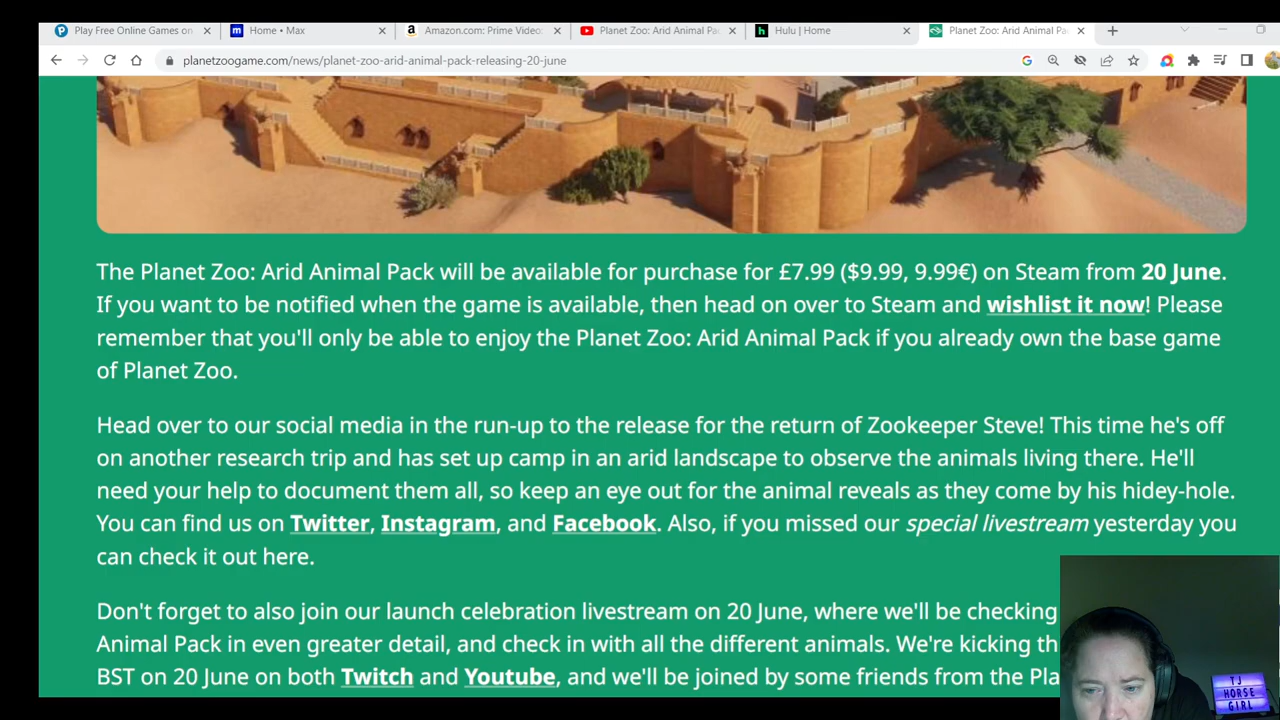 Play Free Online Games on
Home • Max
Amazon.com: Prime Video:
Planet Zoo: Arid Animal Pa
Hulu | Home
Planet Zoo: Arid Animal Pa
planetzoogame.com/news/planet-zoo-arid-animal-pack-releasing-20-june
The Planet Zoo: Arid Animal Pack will be available for purchase for £7.99 ($9.99, 9.99€) on Steam from 20 June.
If you want to be notified when the game is available, then head on over to Steam and wishlist it now! Please
remember that you'll only be able to enjoy the Planet Zoo: Arid Animal Pack if you already own the base game
of Planet Zoo.
Head over to our social media in the run-up to the release for the return of Zookeeper Steve! This time he's off
on another research trip and has set up camp in an arid landscape to observe the animals living there. He'll
need your help to document them all, so keep an eye out for the animal reveals as they come by his hidey-hole.
You can find us on Twitter, Instagram, and Facebook. Also, if you missed our special livestream yesterday you
can check it out here.
Don't forget to also join our launch celebration livestream on 20 June, where we'll be checking
Animal Pack in even greater detail, and check in with all the different animals. We're kicking th
BST on 20 June on both Twitch and Youtube, and we'll be joined by some friends from the Pla
TJ
HORSE
GIRL